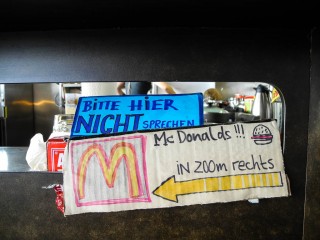 BITTE HIER
NICHT SPRECHEN
McDonalds !!!
M
iN 200m rechts